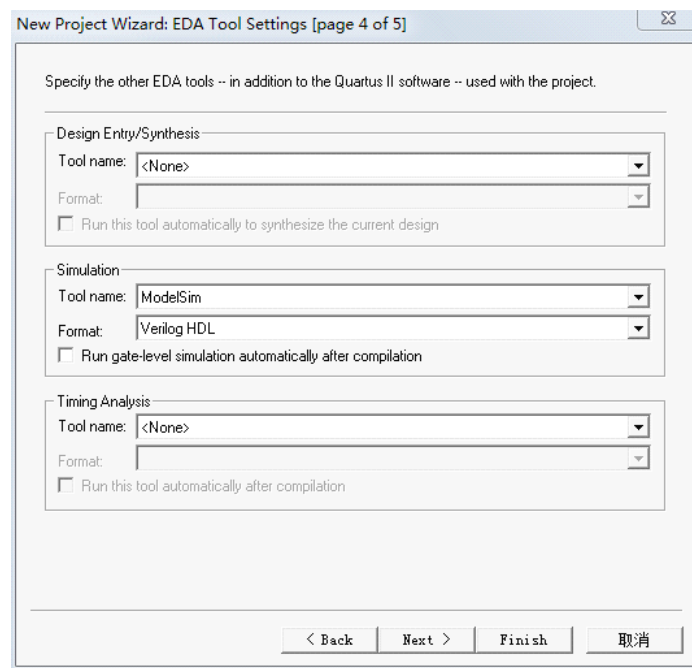 New Project Wizard: EDA Tool Settings [page 4 of 5]
Specify the other EDA tools -- in addition to the Quartus II software -- used with the project.
Design Entry/Synthesis
Tool name: <None>
Format:
Run this tool automatically to synthesize the current design
Simulation
Tool name: ModelSim
Format: Verilog HDL
Run gate-level simulation automatically after compilation
Timing Analysis
Tool name: <None>
Format:
Run this tool automatically after compilation
< Back Next > Finish 取消